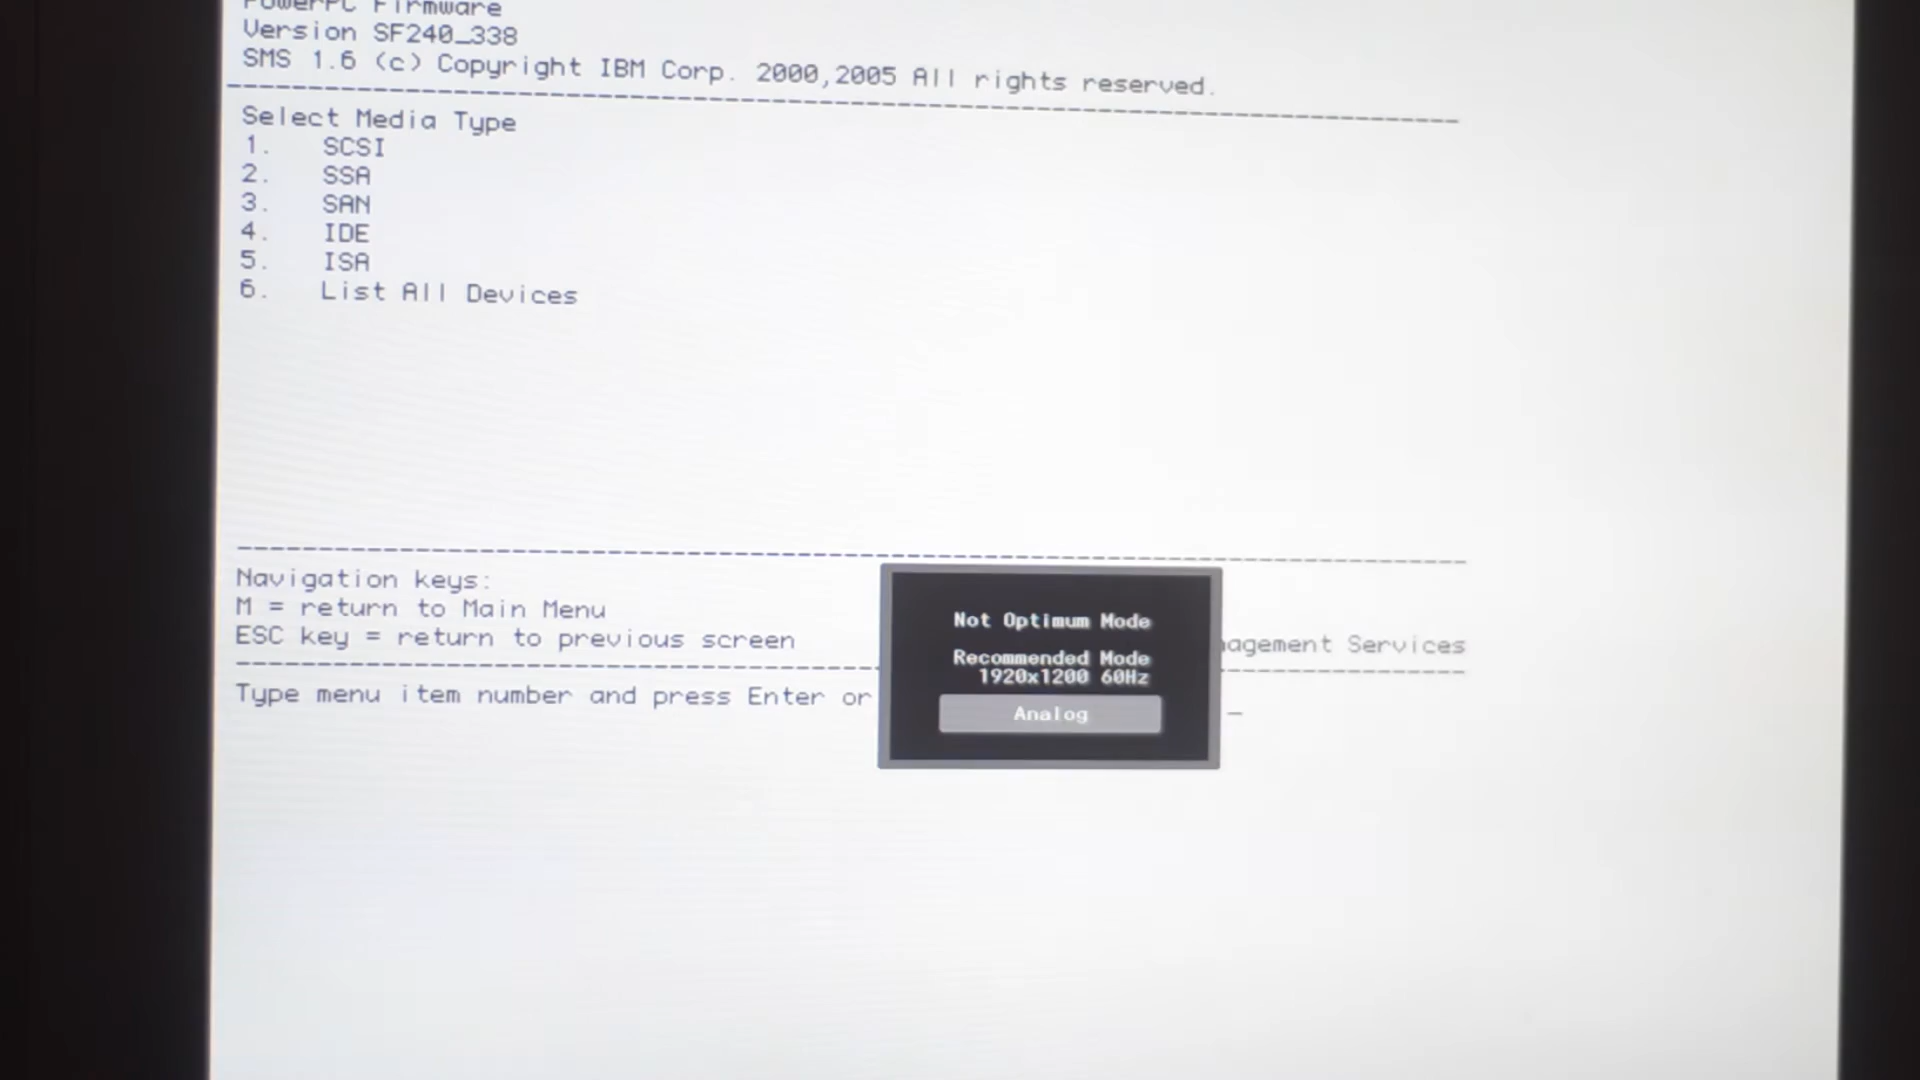 PowerPC Firmware
Version SF240_338
SMS 1.6 (c) Copyright IBM Corp. 2000,2005 All rights reserved.
Select Media Type
1. SCSI
2. SSA
3. SAN
4. IDE
5. ISA
6. List All Devices
Navigation keys:
M = return to Main Menu
ESC key = return to previous screen
Services
Type menu item number and press Enter or
Not Optimum Mode
Recommended Mode
1920x1200 60Hz
Analog